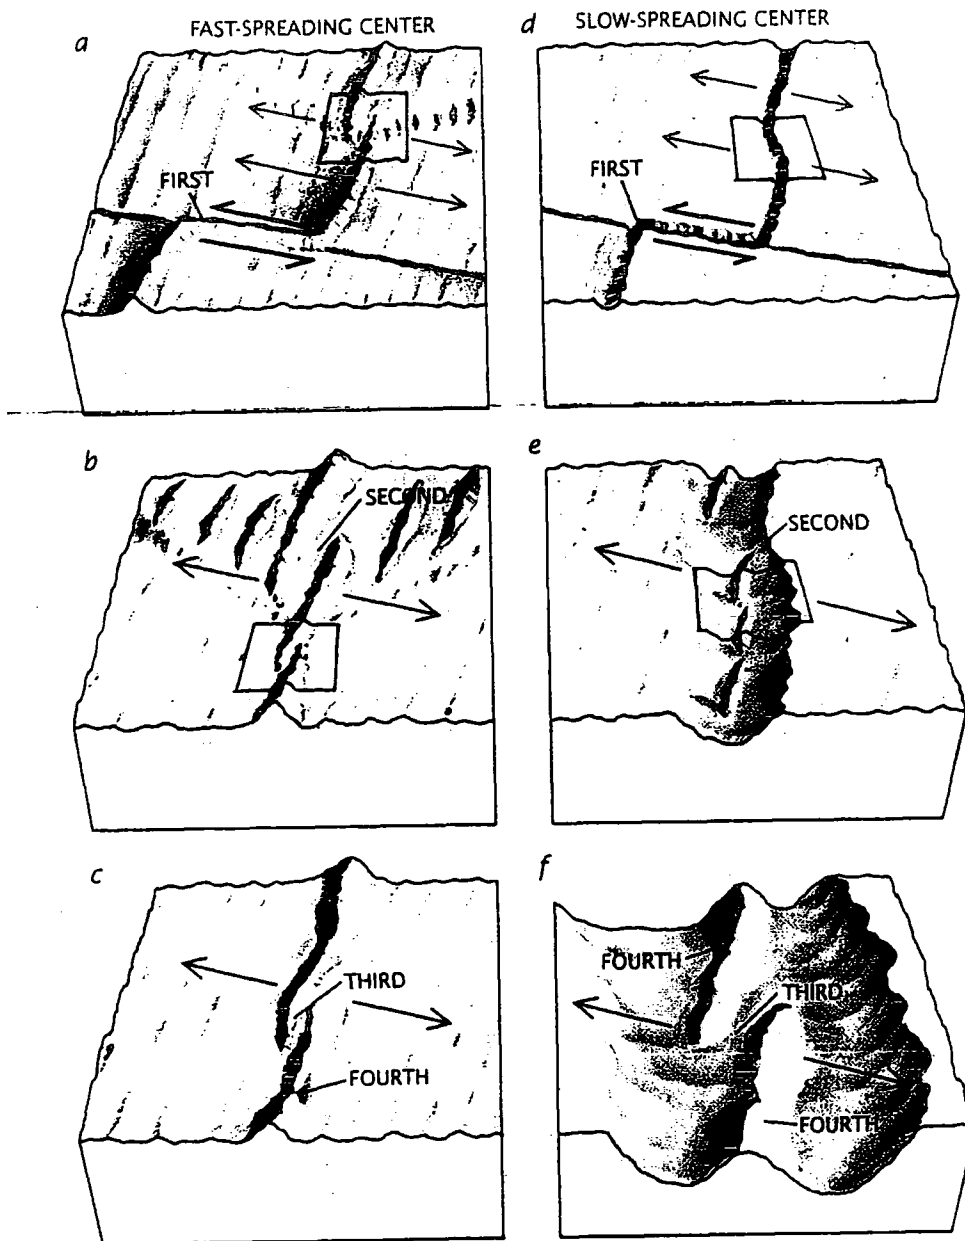 FAST-SPREADING CENTER
a
FIRST
b
SECOND
c
THIRD
FOURTH
SLOW-SPREADING CENTER
d
FIRST
e
SECOND
f
FOURTH
THIRD
FOURTH